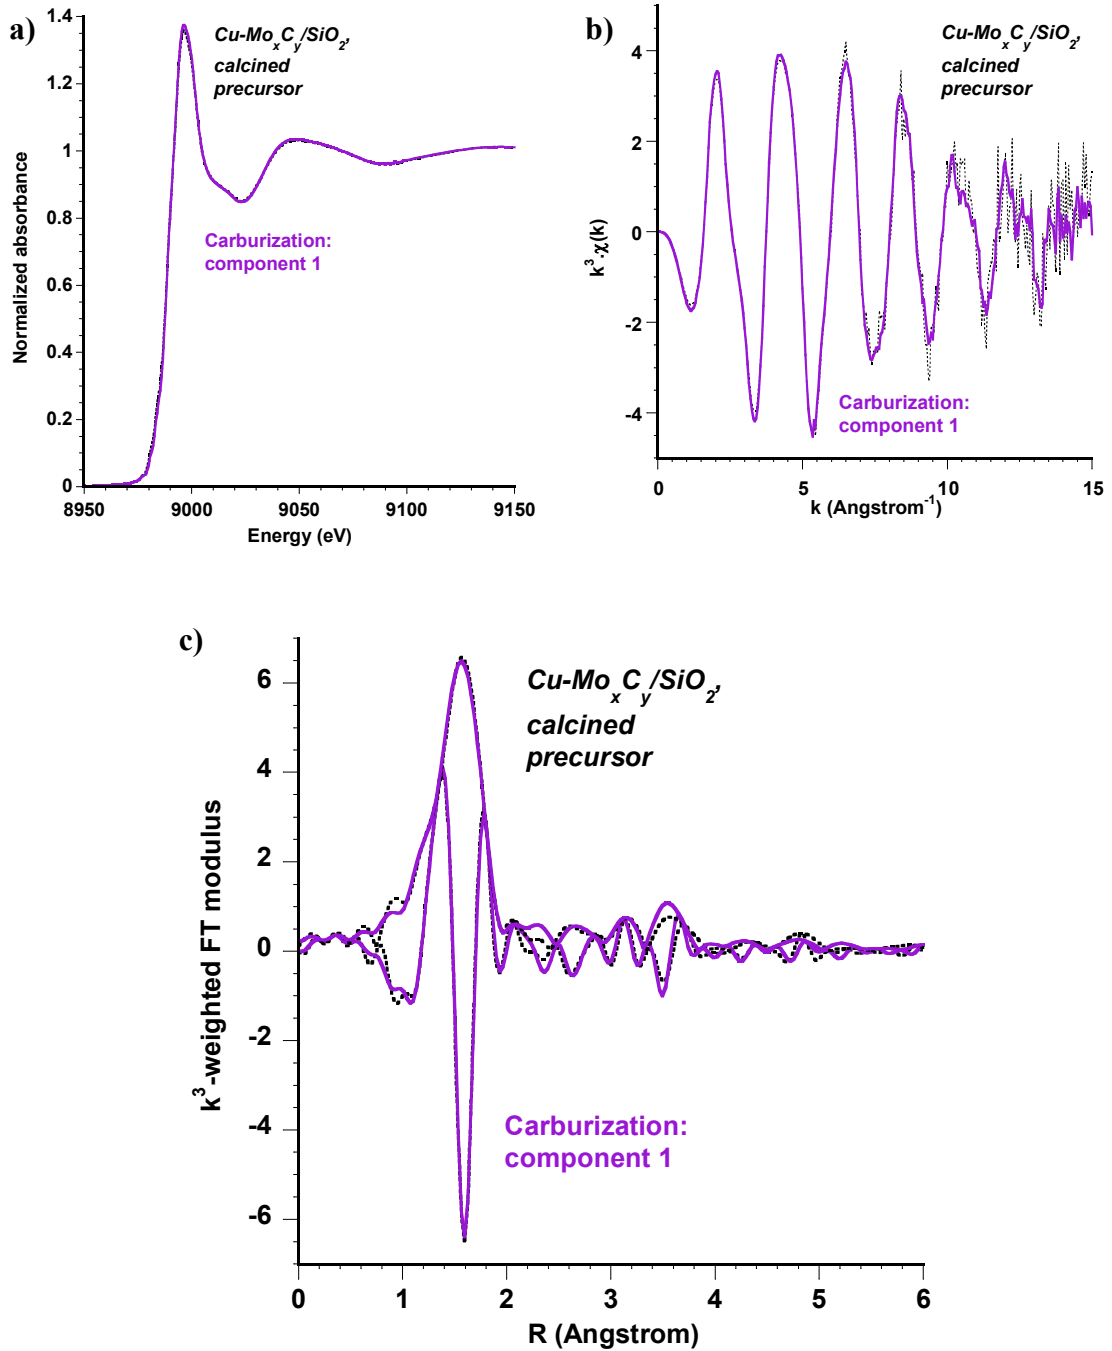 a)
1.4
1.2
1
0.8
0.6
0.4
0.2
0
Normalized absorbance
Cu-MoxCy/SiO2,
calcined
precursor
Carburization:
component 1
8950 9000 9050 9100 9150
Energy (eV)
b)
4
2
0
-2
-4
k3·χ(k)
Cu-MoxCy/SiO2,
calcined
precursor
Carburization:
component 1
0 5 10 15
k (Angstrom-1)
c)
6
4
2
0
-2
-4
-6
k3-weighted FT modulus
Cu-MoxCy/SiO2,
calcined
precursor
Carburization:
component 1
0 1 2 3 4 5 6
R (Angstrom)